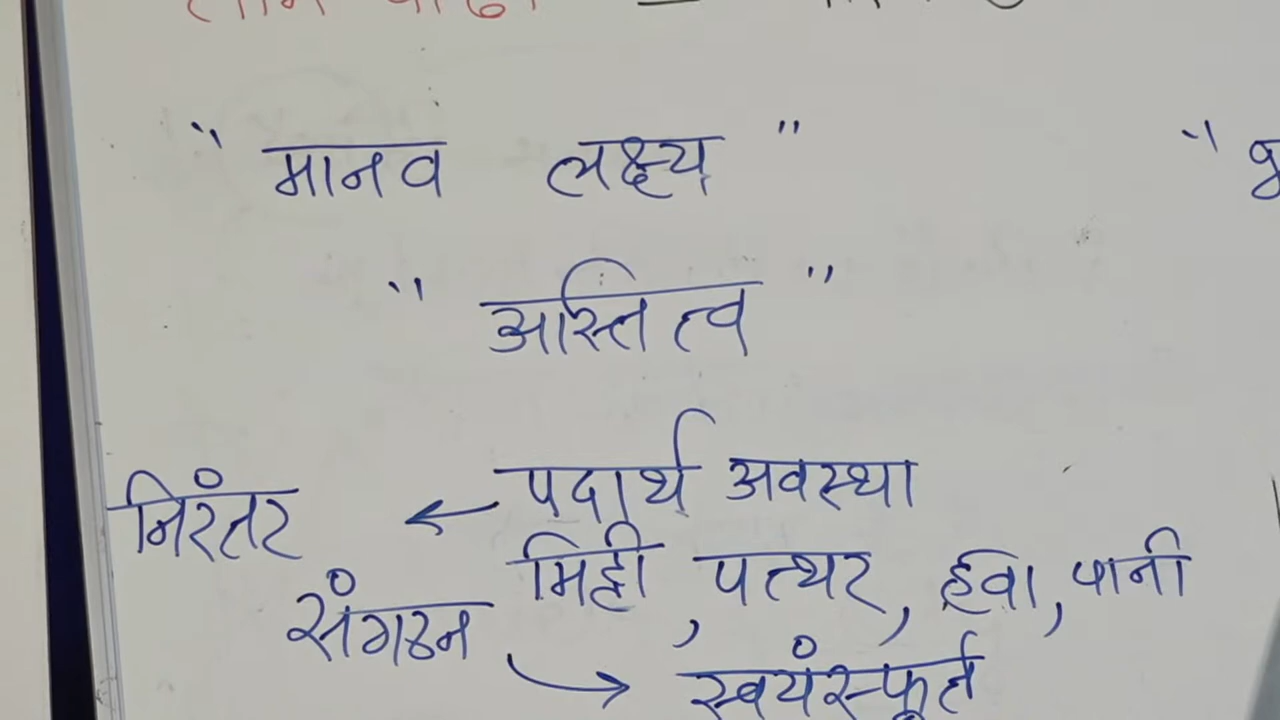 "मानव लक्ष्य"
"अस्तित्व"
निरंतर ← पदार्थ अवस्था
मिट्टी, पत्थर, हवा, पानी
संगठन → स्वयंस्फूर्त